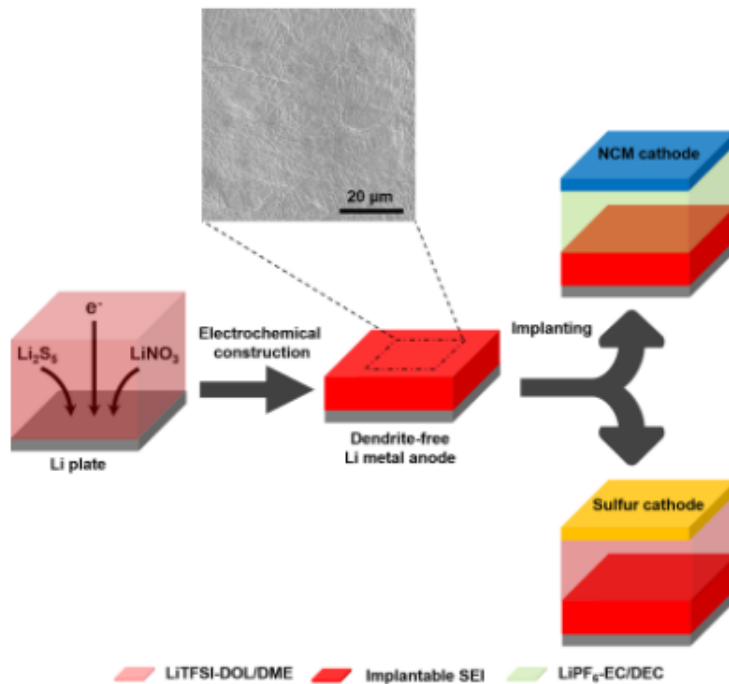 20 µm
NCM cathode
e-
Li2S5
LiNO3
Li plate
Electrochemical
construction
Dendrite-free
Li metal anode
Implanting
Sulfur cathode
LiTFSI-DOL/DME Implantable SEI LiPF6-EC/DEC